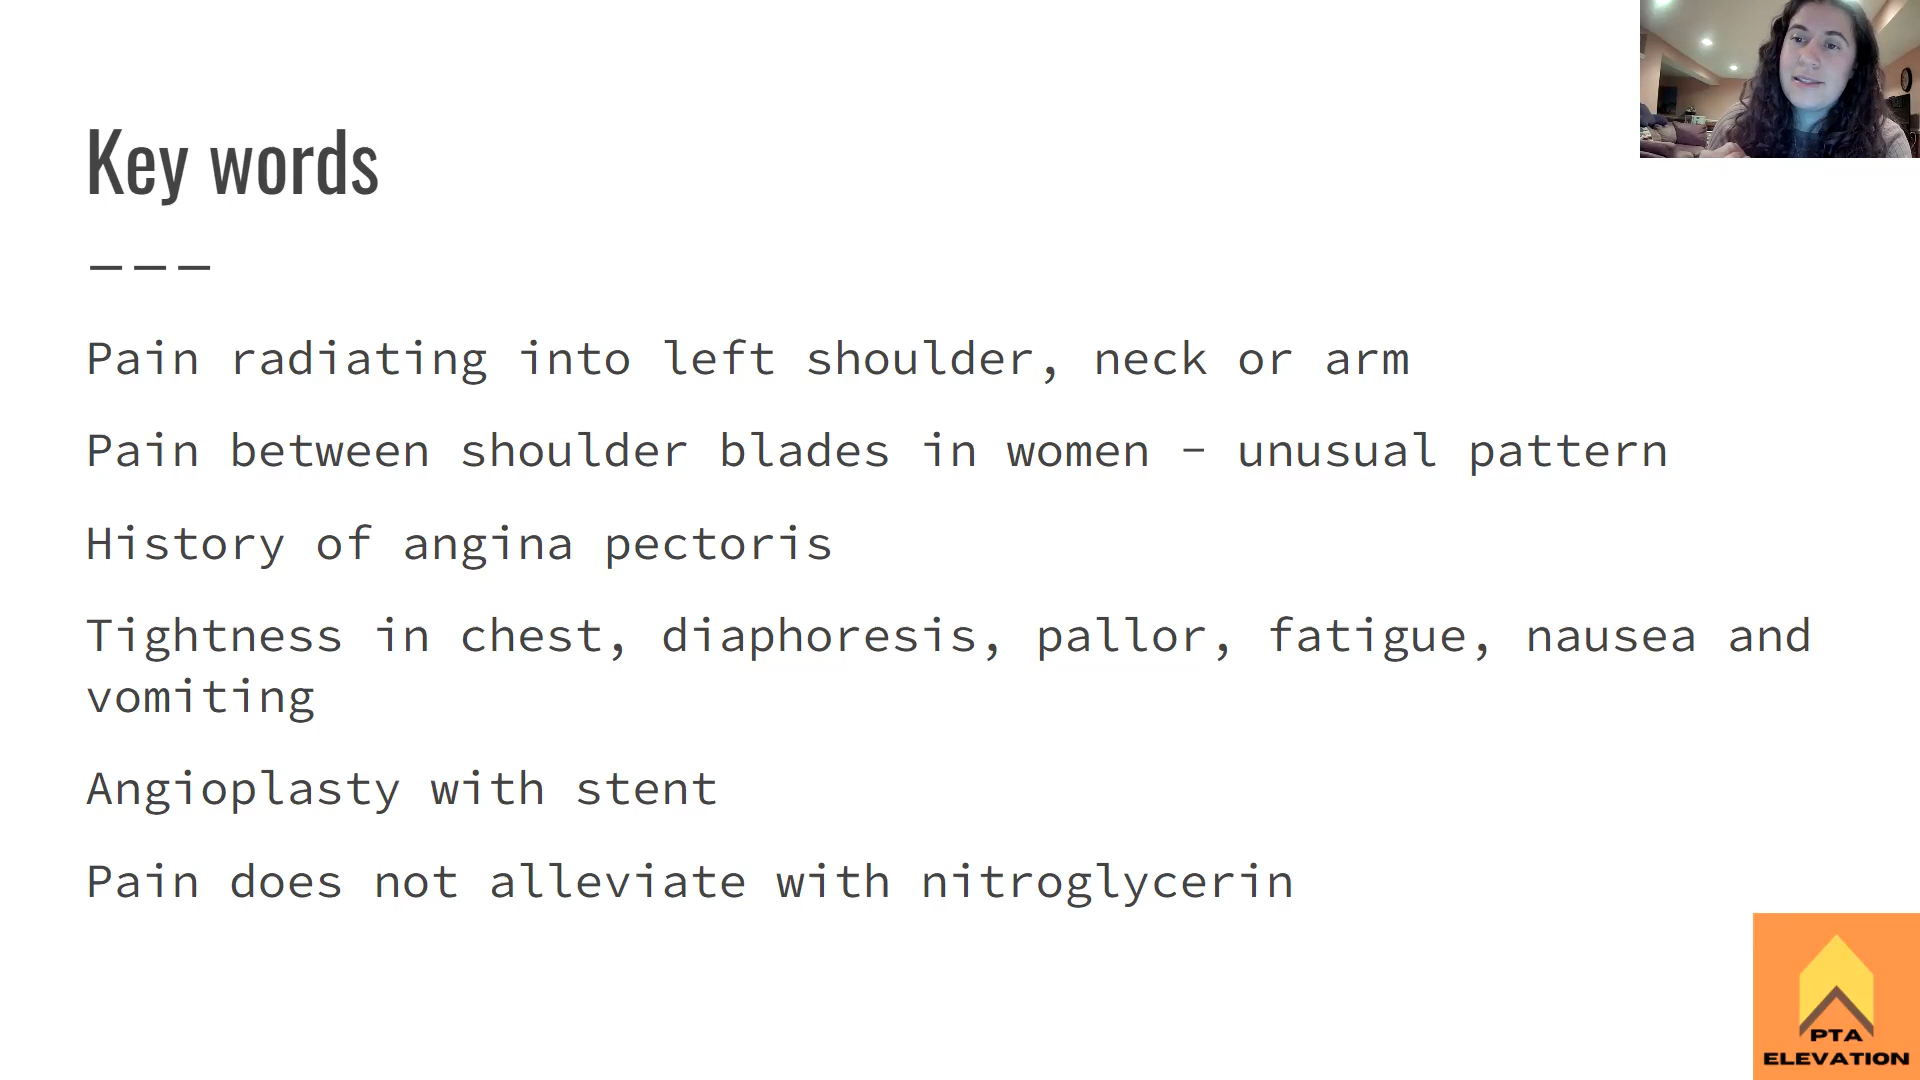 Key words
Pain radiating into left shoulder, neck or arm
Pain between shoulder blades in women - unusual pattern
History of angina pectoris
Tightness in chest, diaphoresis, pallor, fatigue, nausea and
vomiting
Angioplasty with stent
Pain does not alleviate with nitroglycerin
PTA
ELEVATION